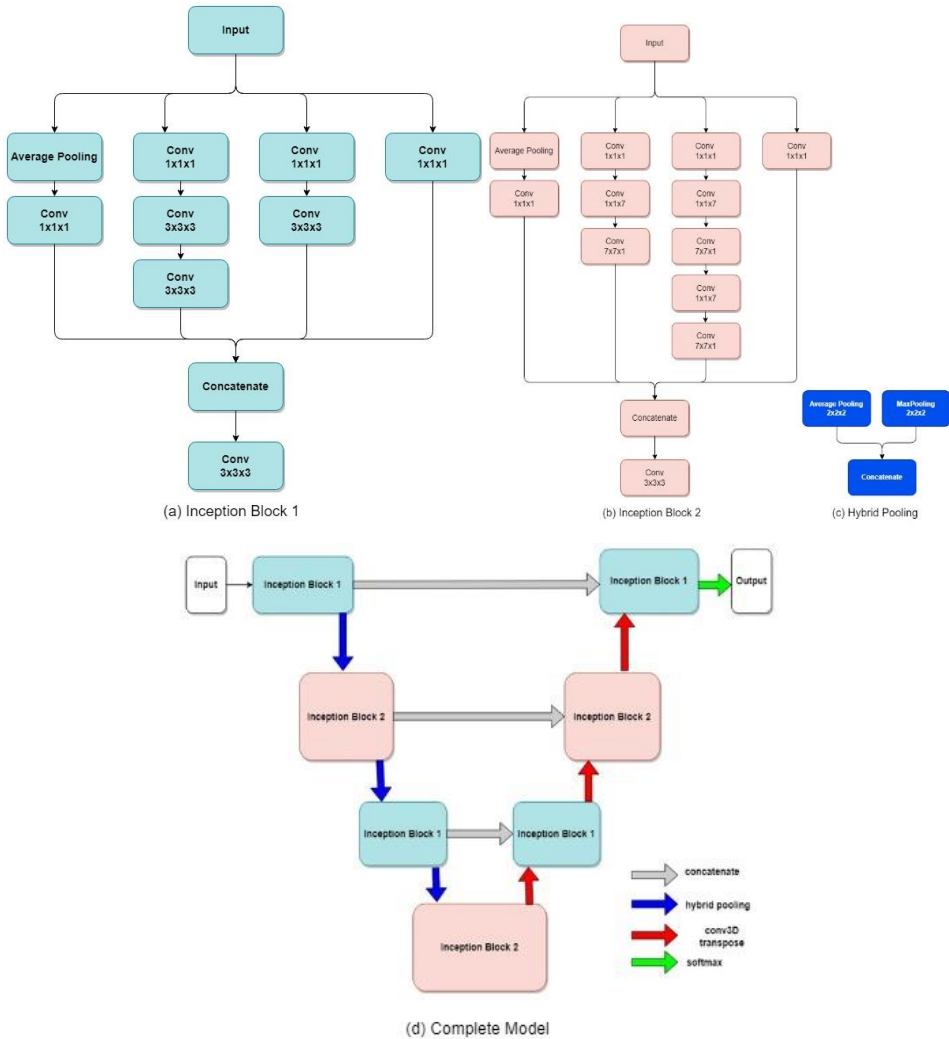 Input
Average Pooling
Conv
1x1x1
Conv
1x1x1
Conv
1x1x1
Conv
1x1x1
Conv
3x3x3
Conv
3x3x3
Conv
3x3x3
Concatenate
Conv
3x3x3
(a) Inception Block 1
Input
Average Pooling
Conv
1x1x1
Conv
1x1x1
Conv
1x1x1
Conv
1x1x1
Conv
1x1x7
Conv
1x1x7
Conv
7x7x1
Conv
7x7x1
Conv
1x1x7
Conv
7x7x1
Concatenate
Conv
3x3x3
(b) Inception Block 2
Average Pooling
2x2x2
MaxPooling
2x2x2
Concatenate
(c) Hybrid Pooling
Input
Inception Block 1
Inception Block 1
Output
Inception Block 2
Inception Block 2
Inception Block 1
Inception Block 1
Inception Block 2
concatenate
hybrid pooling
conv3D
transpose
softmax
(d) Complete Model